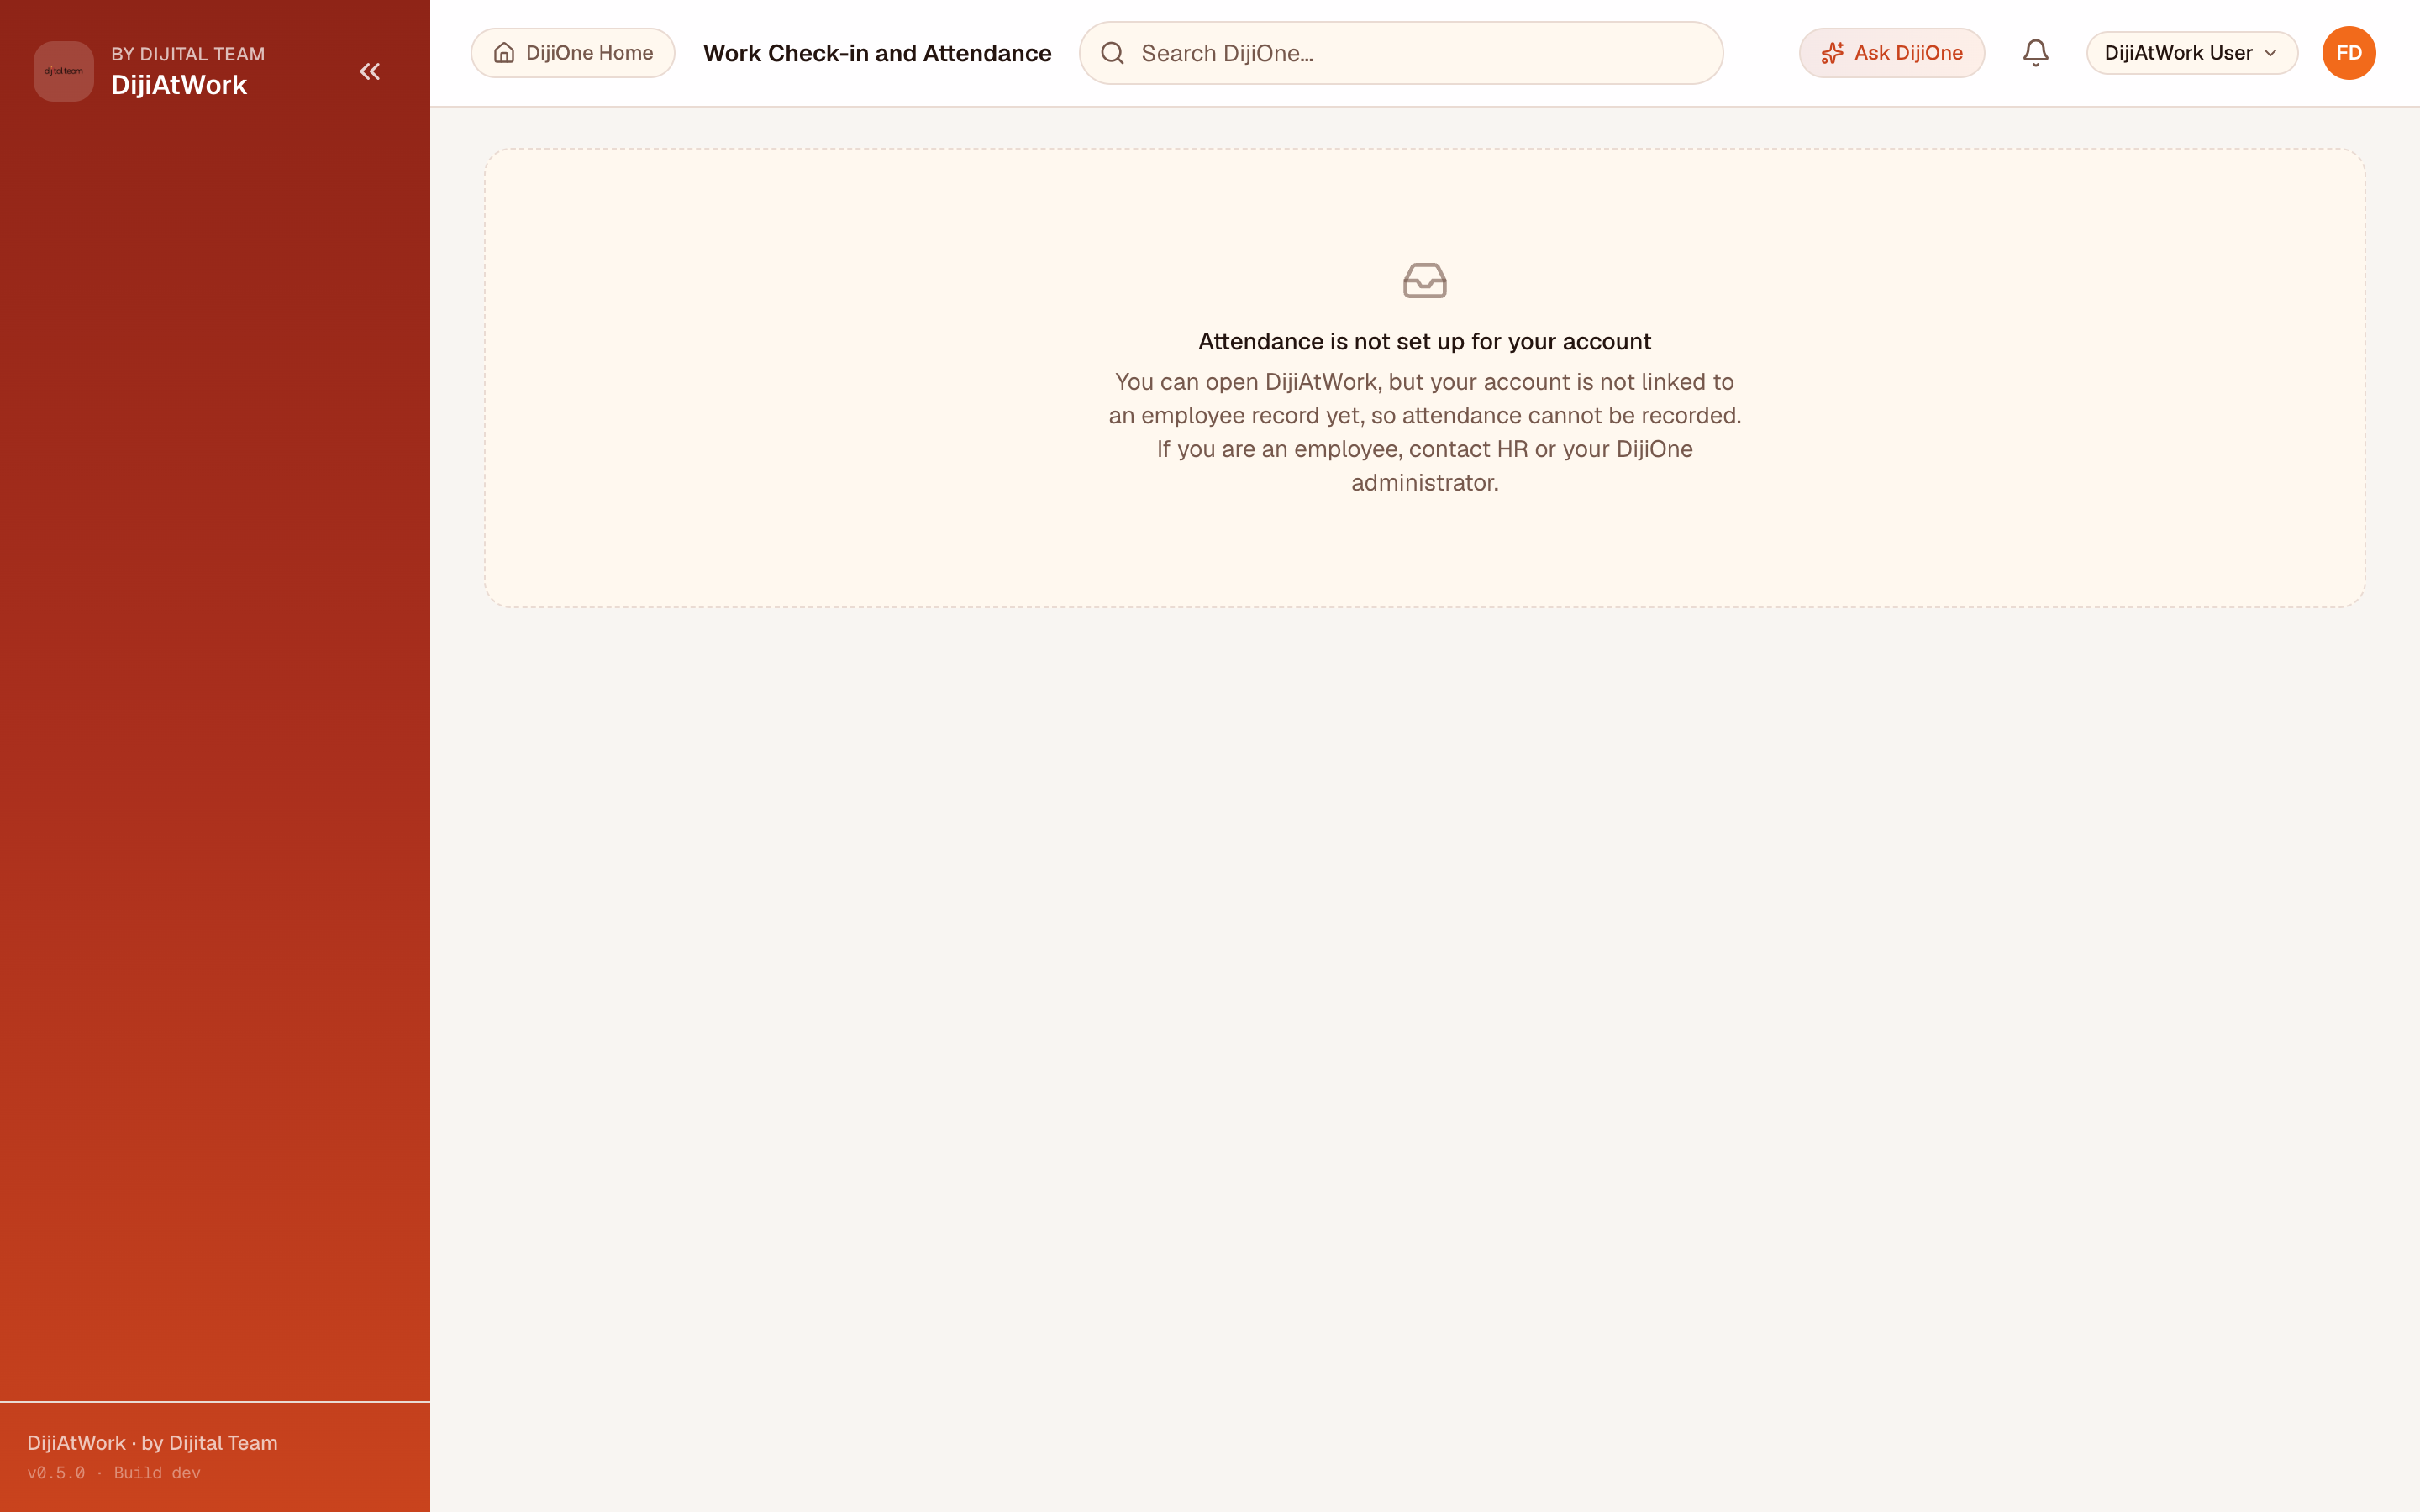 BY DIJITAL TEAM
DijiAtWork
DijiOne Home
Work Check-in and Attendance
Search DijiOne...
Ask DijiOne
DijiAtWork User
FD
Attendance is not set up for your account
You can open DijiAtWork, but your account is not linked to
an employee record yet, so attendance cannot be recorded.
If you are an employee, contact HR or your DijiOne
administrator.
DijiAtWork · by Dijital Team
v0.5.0 · Build dev